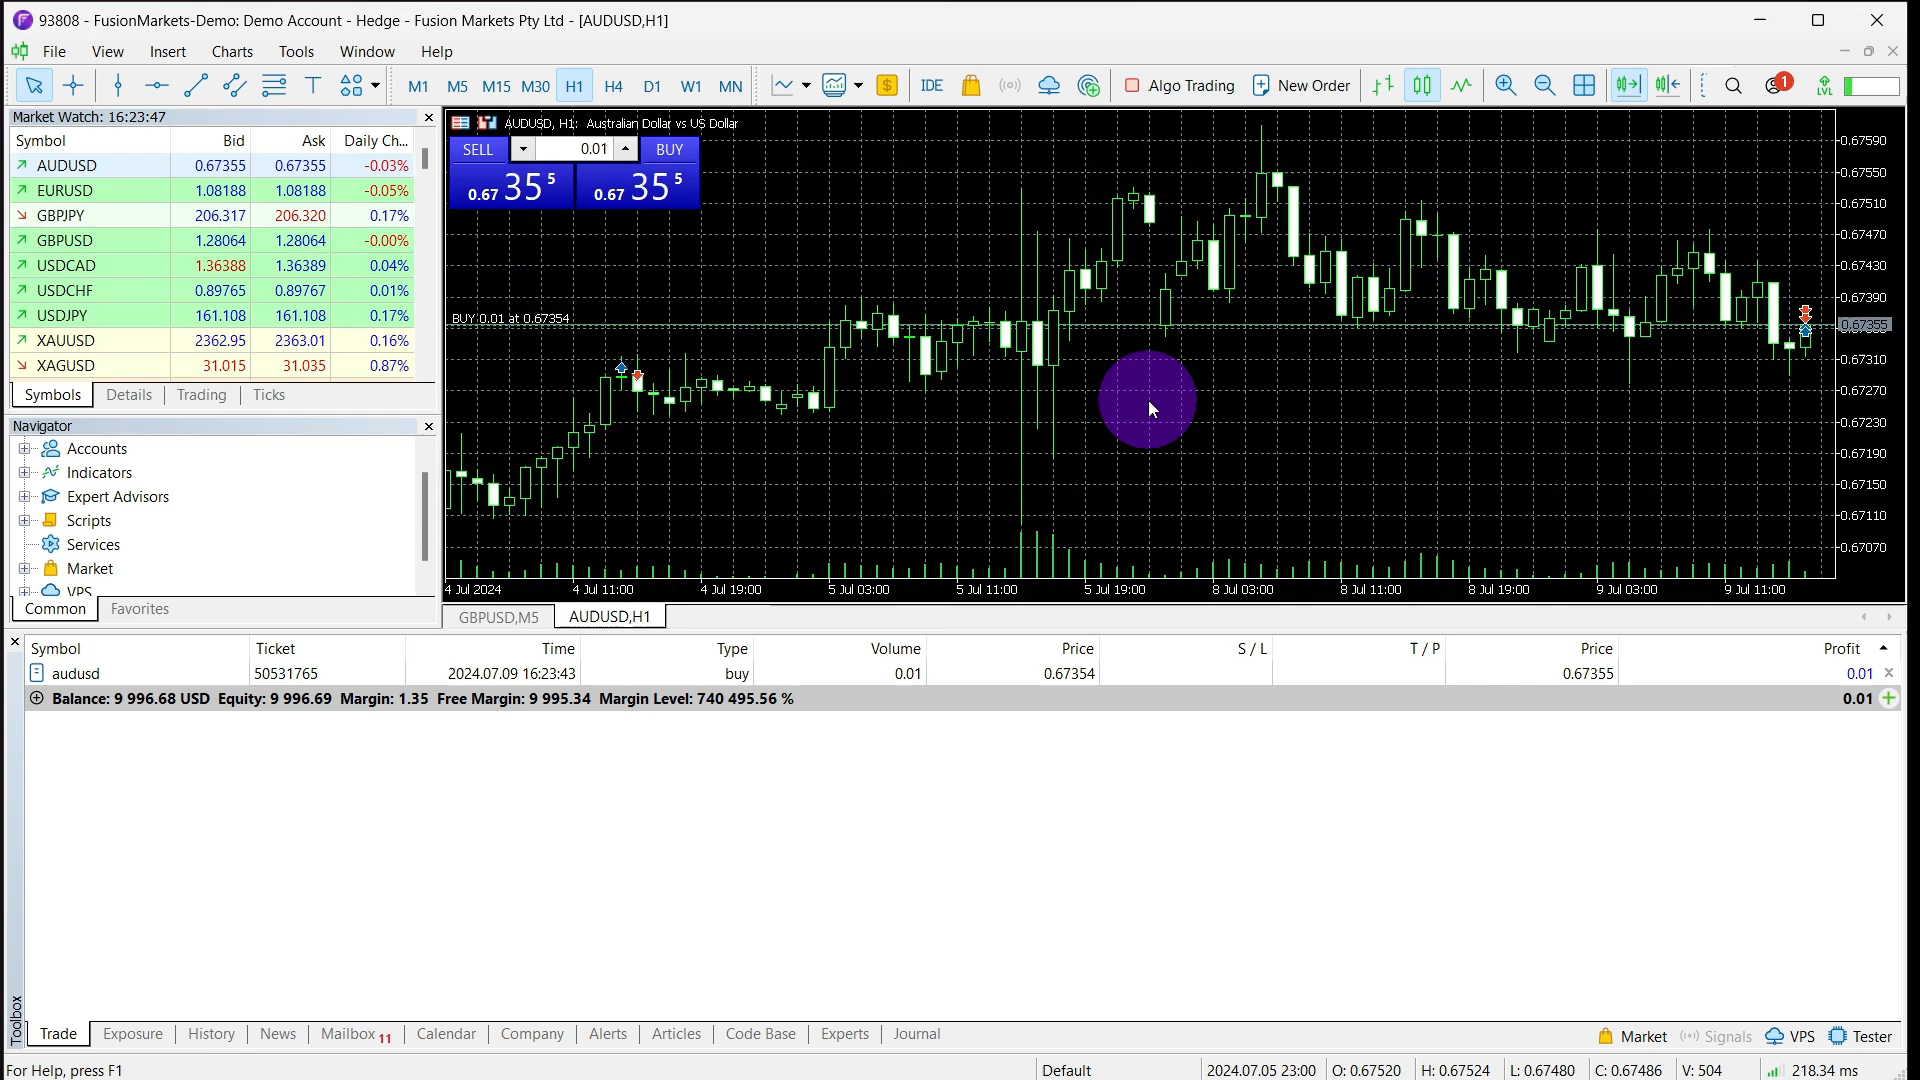 93808 - FusionMarkets-Demo: Demo Account - Hedge - Fusion Markets Pty Ltd - [AUDUSD,H1]
File View Insert Charts Tools Window Help
M1 M5 M15 M30 H1 H4 D1 W1 MN $ IDE Algo Trading New Order 1 LVL
Market Watch: 16:23:47
Symbol Bid Ask Daily Ch...
AUDUSD 0.67355 0.67355 -0.03%
EURUSD 1.08188 1.08188 -0.05%
GBPJPY 206.317 206.320 0.17%
GBPUSD 1.28064 1.28064 -0.00%
USDCAD 1.36388 1.36389 0.04%
USDCHF 0.89765 0.89767 0.01%
USDJPY 161.108 161.108 0.17%
XAUUSD 2362.95 2363.01 0.16%
XAGUSD 31.015 31.035 0.87%
Symbols Details Trading Ticks
Navigator
Accounts
Indicators
Expert Advisors
Scripts
Services
Market
VPS
Common Favorites
AUDUSD, H1: Australian Dollar vs US Dollar
SELL 0.01 BUY
0.67 35 5 0.67 35 5
BUY 0.01 at 0.67354
0.67590
0.67550
0.67510
0.67470
0.67430
0.67390
0.67355
0.67310
0.67270
0.67230
0.67190
0.67150
0.67110
0.67070
4 Jul 2024 4 Jul 11:00 4 Jul 19:00 5 Jul 03:00 5 Jul 11:00 5 Jul 19:00 8 Jul 03:00 8 Jul 11:00 8 Jul 19:00 9 Jul 03:00 9 Jul 11:00
GBPUSD,M5 AUDUSD,H1
Symbol Ticket Time Type Volume Price S / L T / P Price Profit
audusd 50531765 2024.07.09 16:23:43 buy 0.01 0.67354 0.67355 0.01
Balance: 9 996.68 USD Equity: 9 996.69 Margin: 1.35 Free Margin: 9 995.34 Margin Level: 740 495.56 % 0.01
Toolbox
Trade Exposure History News Mailbox 11 Calendar Company Alerts Articles Code Base Experts Journal Market Signals VPS Tester
For Help, press F1 Default 2024.07.05 23:00 O: 0.67520 H: 0.67524 L: 0.67480 C: 0.67486 V: 504 218.34 ms